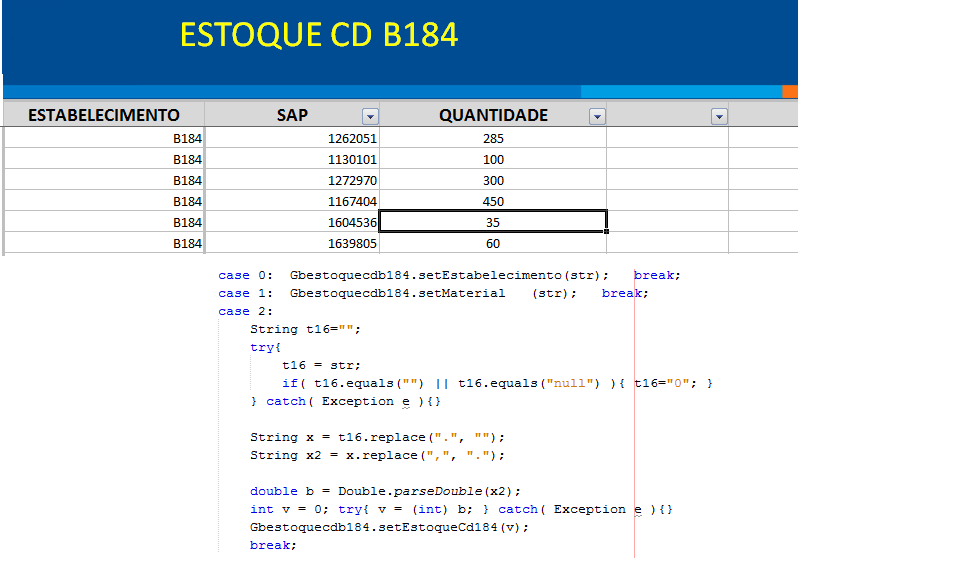 ESTOQUE CD B184
ESTABELECIMENTO SAP QUANTIDADE
B184 1262051 285
B184 1130101 100
B184 1272970 300
B184 1167404 450
B184 1604536 35
B184 1639805 60
case 0:  Gbestoquecdb184.setEstabelecimento(str);   break;
case 1:  Gbestoquecdb184.setMaterial   (str);   break;
case 2:
    String t16="";
    try{
        t16 = str;
        if( t16.equals("") || t16.equals("null") ){ t16="0"; }
    } catch( Exception e ){}
    String x = t16.replace(".", "");
    String x2 = x.replace(",", ".");
    double b = Double.parseDouble(x2);
    int v = 0; try{ v = (int) b; } catch( Exception e ){}
    Gbestoquecdb184.setEstoqueCd184(v);
    break;